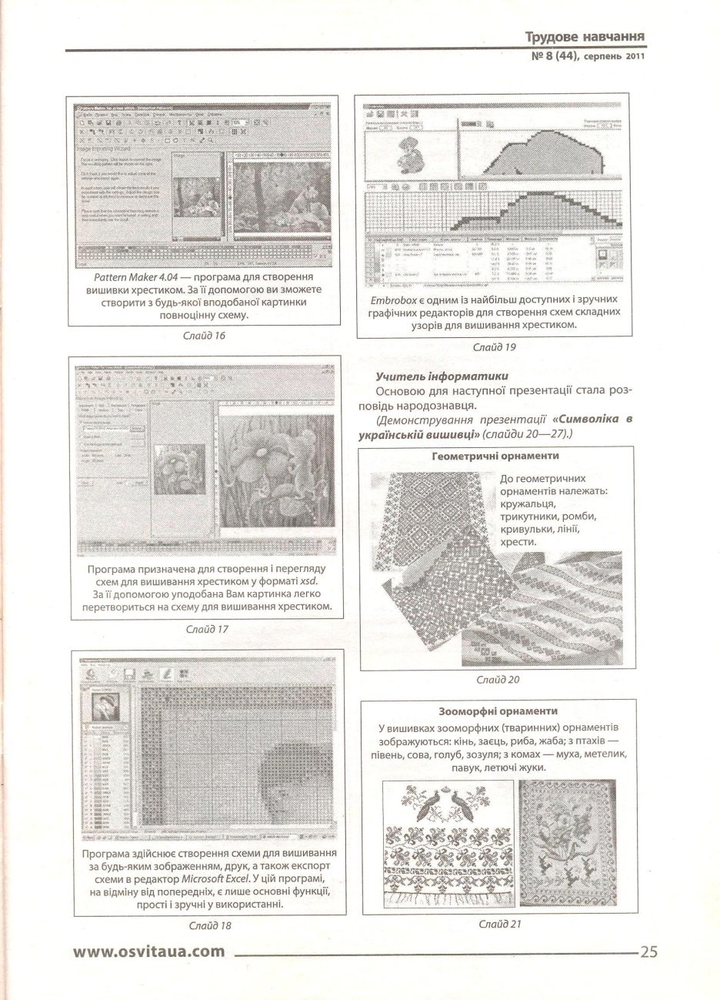 Трудове навчання
№ 8 (44), серпень 2011
Image Importing Wizard
Pattern Maker 4.04 — програма для створення
вишивки хрестиком. За її допомогою ви зможете
створити з будь-якої вподобаної картинки
повноцінну схему.
Слайд 16
Програма призначена для створення і перегляду
схем для вишивання хрестиком у форматі xsd.
За її допомогою уподобана Вам картинка легко
перетвориться на схему для вишивання хрестиком.
Слайд 17
Програма здійснює створення схеми для вишивання
за будь-яким зображенням, друк, а також експорт
схеми в редактор Microsoft Excel. У цій програмі,
на відміну від попередніх, є лише основні функції,
прості і зручні у використанні.
Слайд 18
Embrobox є одним із найбільш доступних і зручних
графічних редакторів для створення схем складних
узорів для вишивання хрестиком.
Слайд 19
Учитель інформатики
Основою для наступної презентації стала роз-
повідь народознавця.
(Демонстрування презентації «Символіка в
українській вишивці» (слайди 20—27).)
Геометричні орнаменти
До геометричних
орнаментів належать:
кружальця,
трикутники, ромби,
кривульки, лінії,
хрести.
Слайд 20
Зооморфні орнаменти
У вишивках зооморфних (тваринних) орнаментів
зображуються: кінь, заєць, риба, жаба; з птахів —
півень, сова, голуб, зозуля; з комах — муха, метелик,
павук, летючі жуки.
Слайд 21
www.osvitaua.com
25